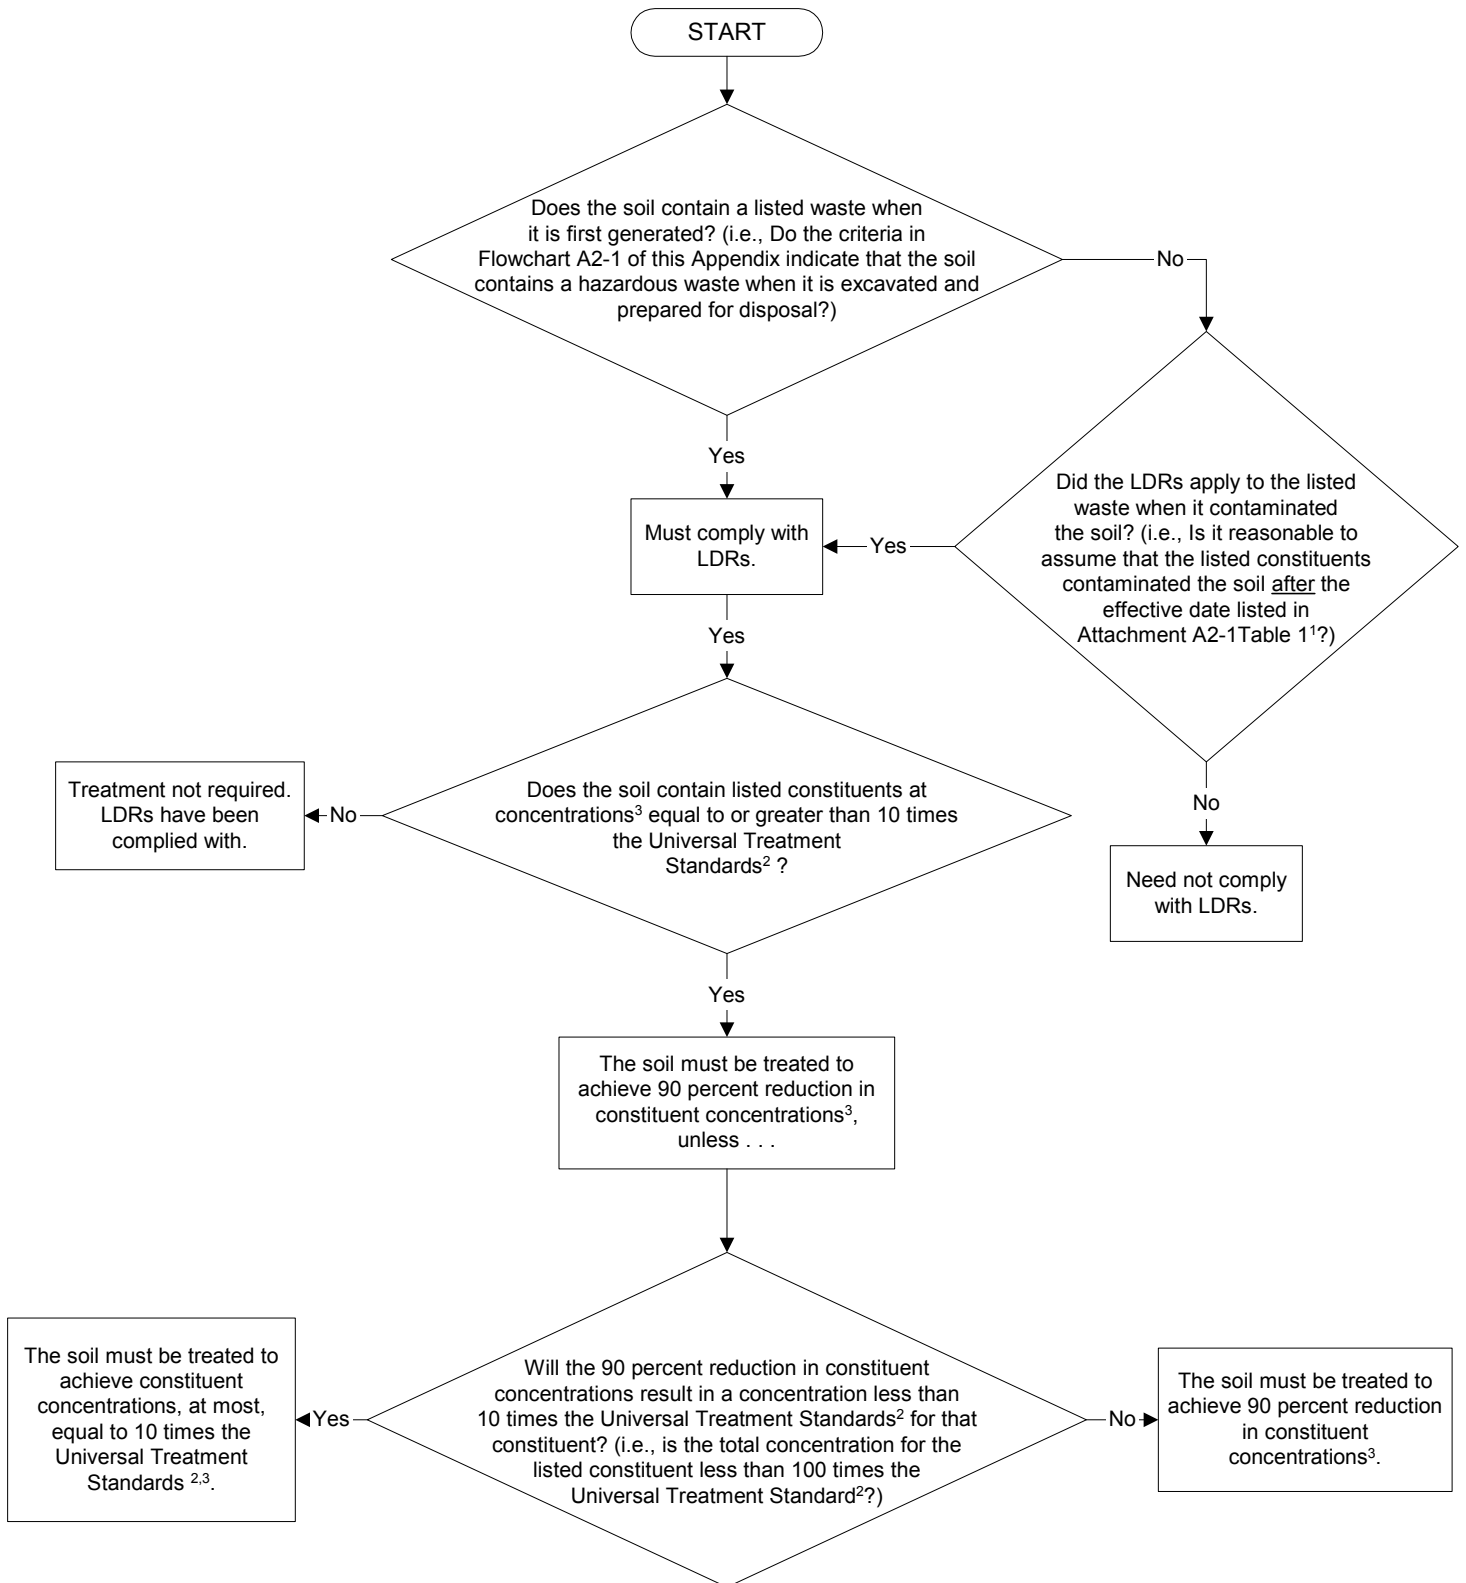 START
Does the soil contain a listed waste when
it is first generated? (i.e., Do the criteria in
Flowchart A2-1 of this Appendix indicate that the soil
contains a hazardous waste when it is excavated and
prepared for disposal?)
No
Yes
Did the LDRs apply to the listed
waste when it contaminated
the soil? (i.e., Is it reasonable to
assume that the listed constituents
contaminated the soil after the
effective date listed in
Attachment A2-1Table 1¹?)
Must comply with
LDRs.
Yes
Yes
No
Need not comply
with LDRs.
Does the soil contain listed constituents at
concentrations³ equal to or greater than 10 times
the Universal Treatment
Standards² ?
No
Treatment not required.
LDRs have been
complied with.
Yes
The soil must be treated to
achieve 90 percent reduction in
constituent concentrations³,
unless . . .
Will the 90 percent reduction in constituent
concentrations result in a concentration less than
10 times the Universal Treatment Standards² for that
constituent? (i.e., is the total concentration for the
listed constituent less than 100 times the
Universal Treatment Standard²?)
Yes
The soil must be treated to
achieve constituent
concentrations, at most,
equal to 10 times the
Universal Treatment
Standards ²,³.
No
The soil must be treated to
achieve 90 percent reduction
in constituent
concentrations³.